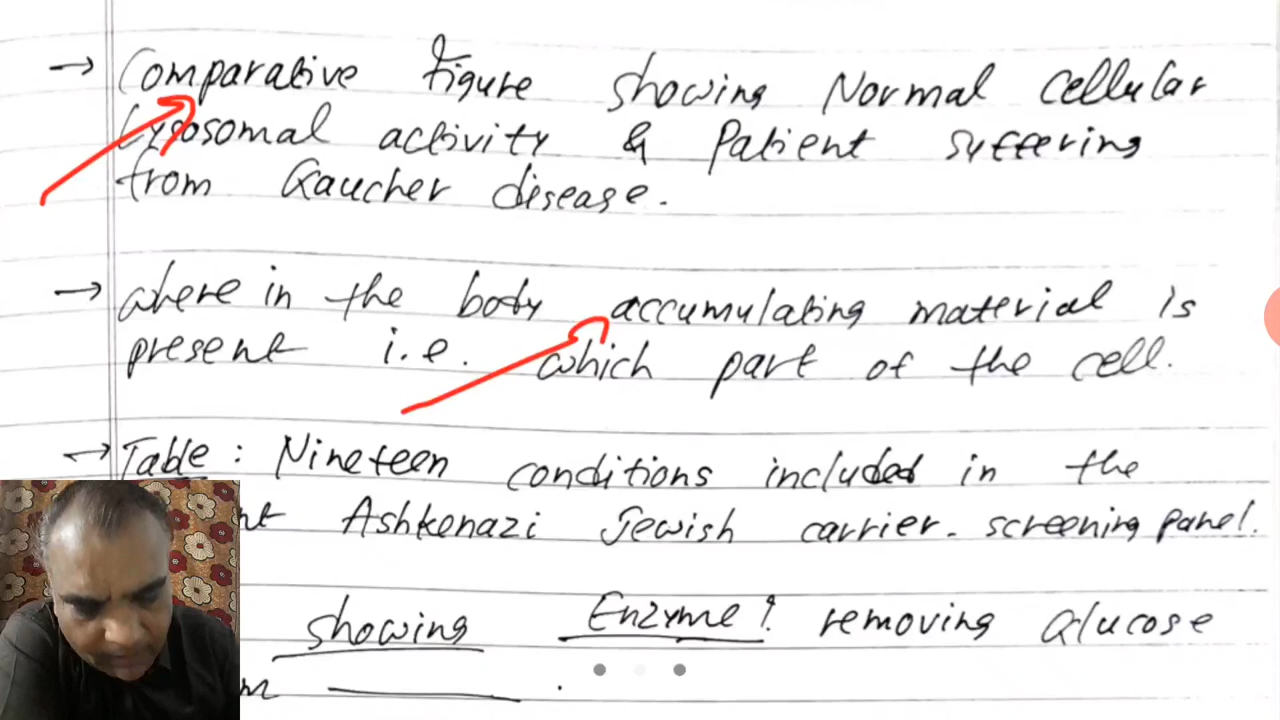 → Comparative figure showing Normal cellular
Lysosomal activity & Patient suffering
from Gaucher disease.
→ where in the body accumulating material is
present i.e. which part of the cell.
→ Table : Nineteen conditions included in the
Ashkenazi Jewish carrier-screening panel.
showing Enzyme? removing Glucose